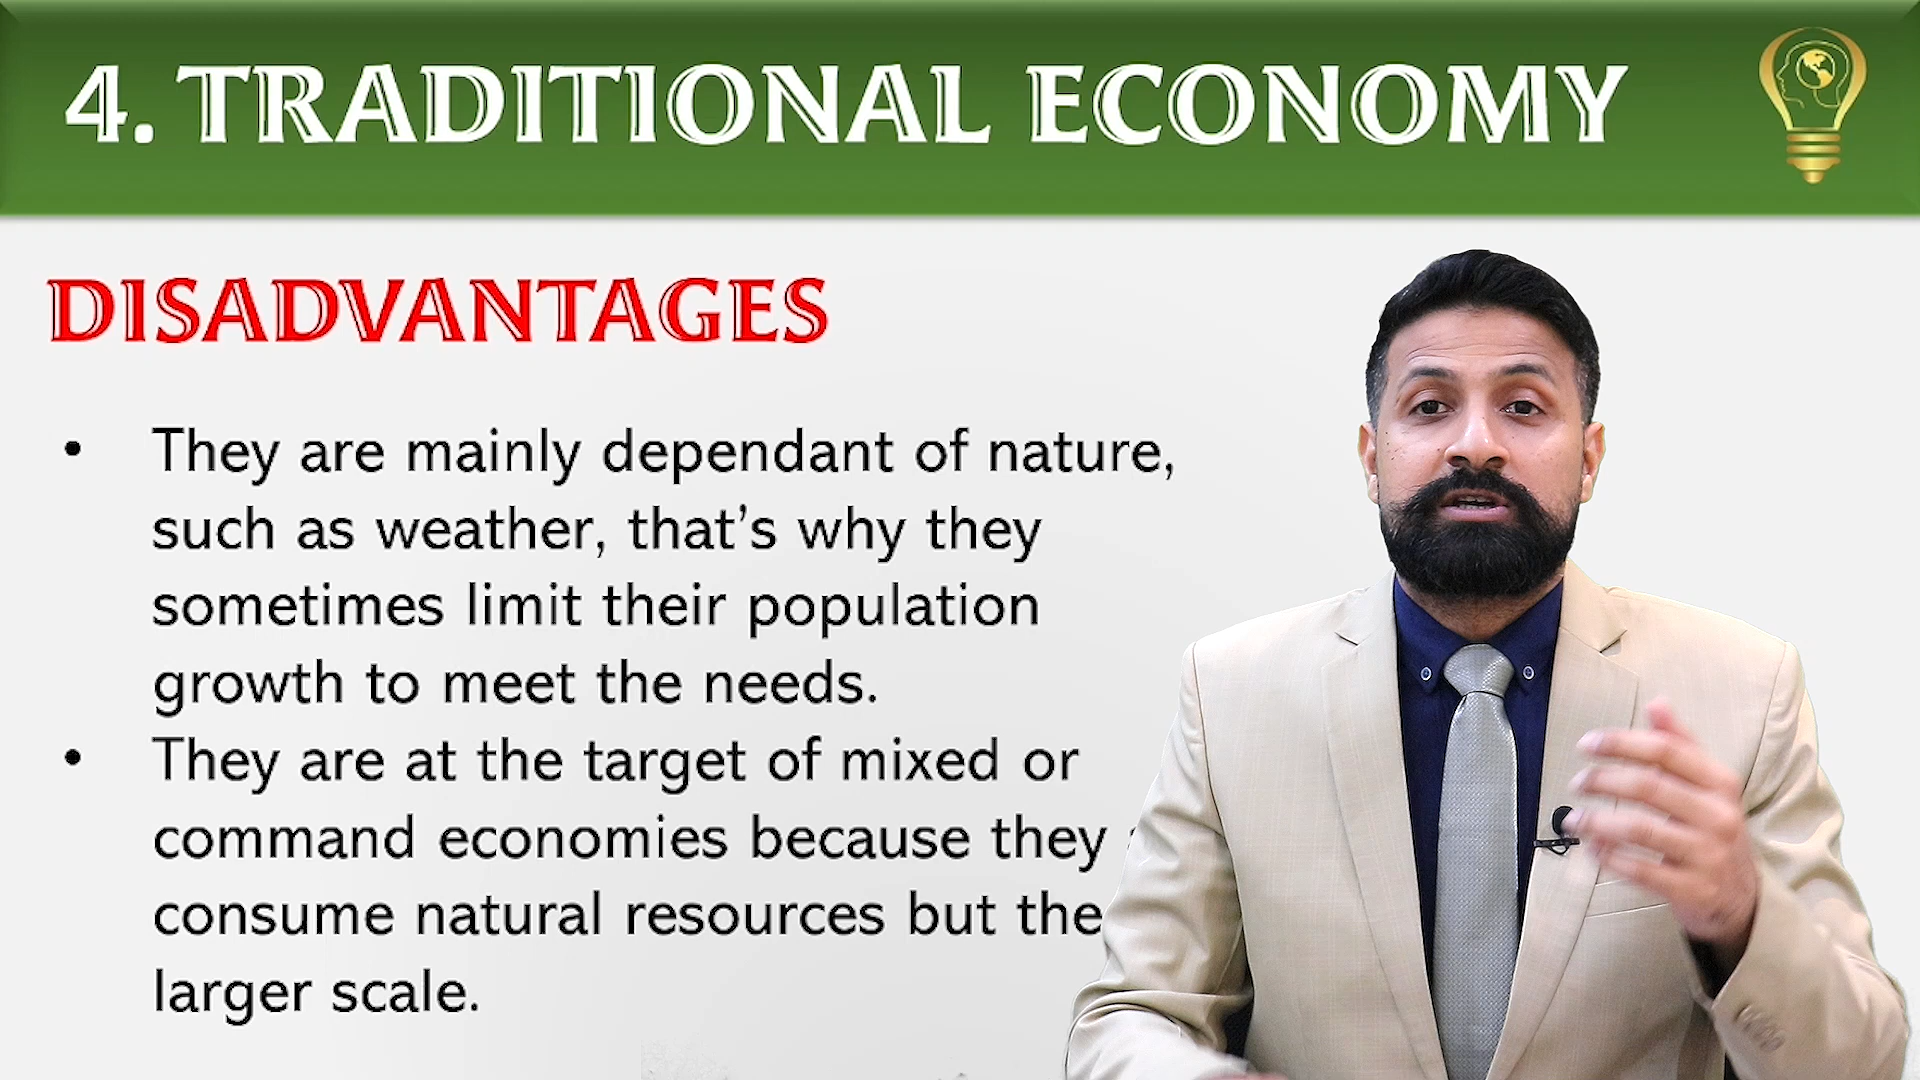 4. TRADITIONAL ECONOMY
DISADVANTAGES
• They are mainly dependant of nature,
such as weather, that's why they
sometimes limit their population
growth to meet the needs.
• They are at the target of mixed or
command economies because they
consume natural resources but the
larger scale.